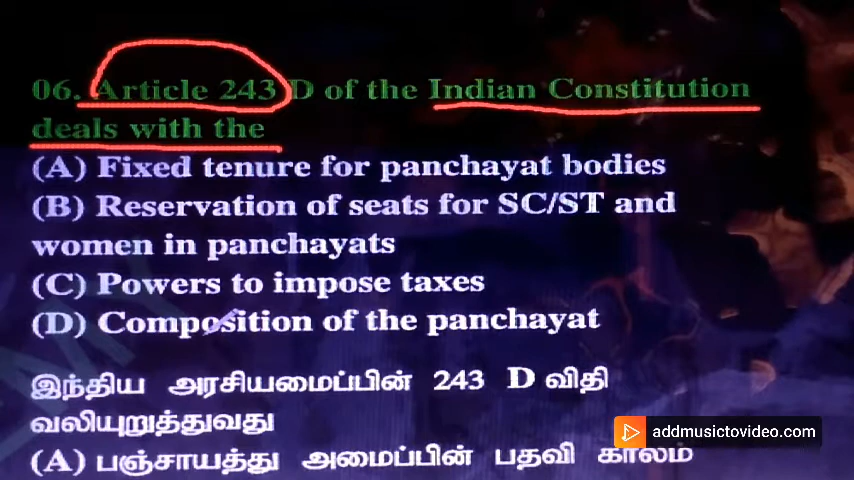 06. Article 243 D of the Indian Constitution
deals with the
(A) Fixed tenure for panchayat bodies
(B) Reservation of seats for SC/ST and
women in panchayats
(C) Powers to impose taxes
(D) Composition of the panchayat
இந்திய அரசியமைப்பின் 243 D விதி
வலியுறுத்துவது
(A) பஞ்சாயத்து அமைப்பின் பதவி காலம்
addmusictovideo.com